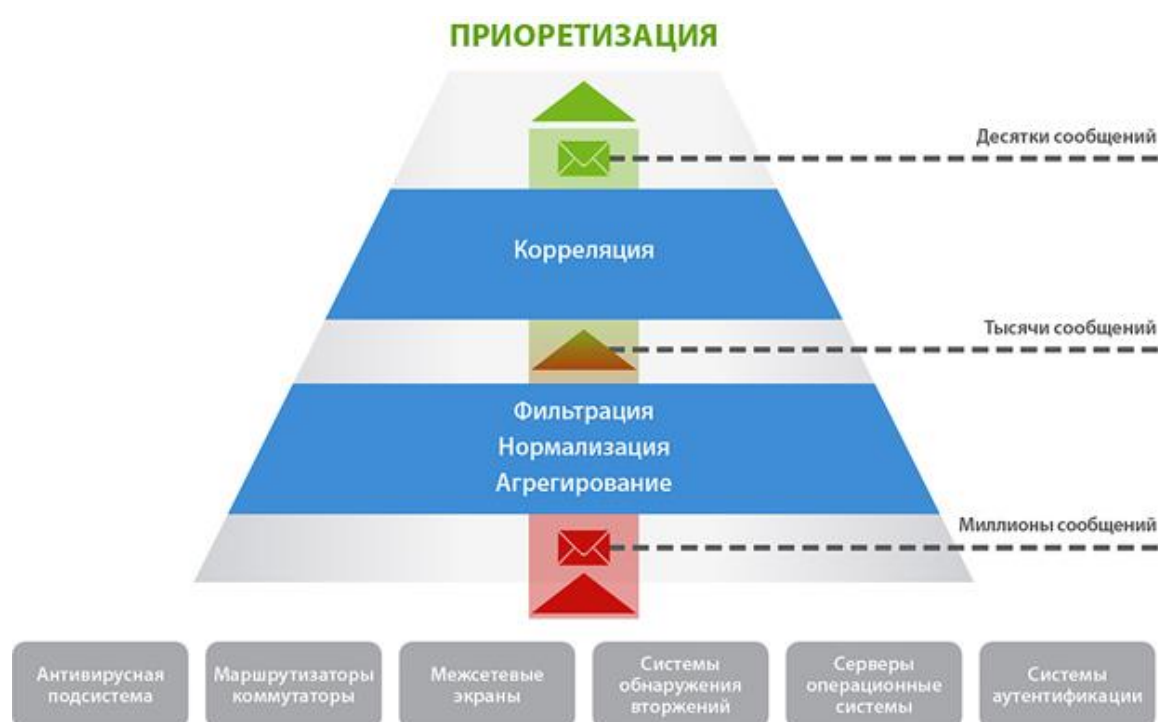 ПРИОРЕТИЗАЦИЯ
Десятки сообщений
Корреляция
Тысячи сообщений
Фильтрация
Нормализация
Агрегирование
Миллионы сообщений
Антивирусная
подсистема
Маршрутизаторы
коммутаторы
Межсетевые
экраны
Системы
обнаружения
вторжений
Серверы
операционные
системы
Системы
аутентификации